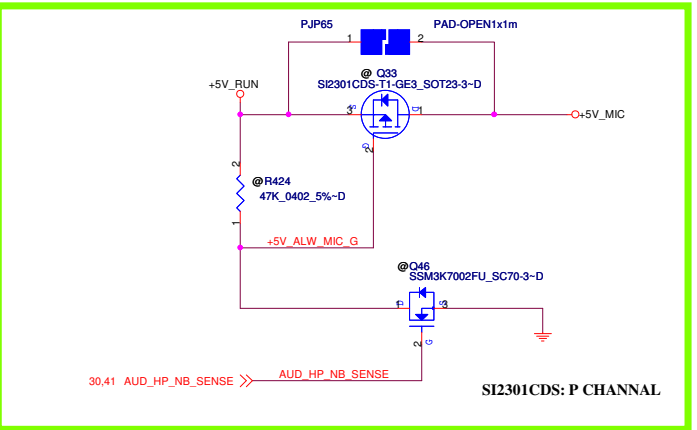 PJP65 PAD-OPEN1x1m
1 2
@ Q33
+5V_RUN SI2301CDS-T1-GE3_SOT23-3~D
3 S D 1 +5V_MIC
G
2
2
@R424
47K_0402_5%~D
1
+5V_ALW_MIC_G
@Q46
SSM3K7002FU_SC70-3~D
1 D S 3
2 G
30,41 AUD_HP_NB_SENSE AUD_HP_NB_SENSE
SI2301CDS: P CHANNAL